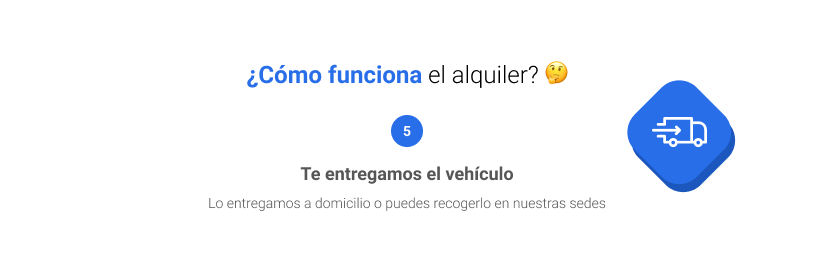 ¿Cómo funciona el alquiler? 🤔
5
Te entregamos el vehículo
Lo entregamos a domicilio o puedes recogerlo en nuestras sedes